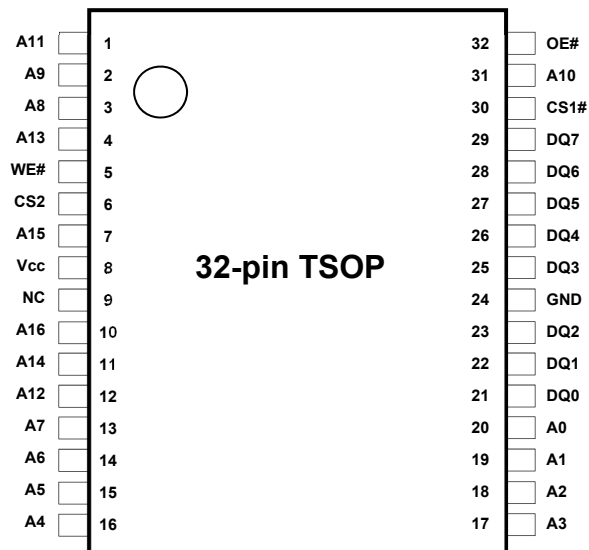 A11 1 32 OE#
A9 2 31 A10
A8 3 30 CS1#
A13 4 29 DQ7
WE# 5 28 DQ6
CS2 6 27 DQ5
A15 7 26 DQ4
Vcc 8 32-pin TSOP 25 DQ3
NC 9 24 GND
A16 10 23 DQ2
A14 11 22 DQ1
A12 12 21 DQ0
A7 13 20 A0
A6 14 19 A1
A5 15 18 A2
A4 16 17 A3